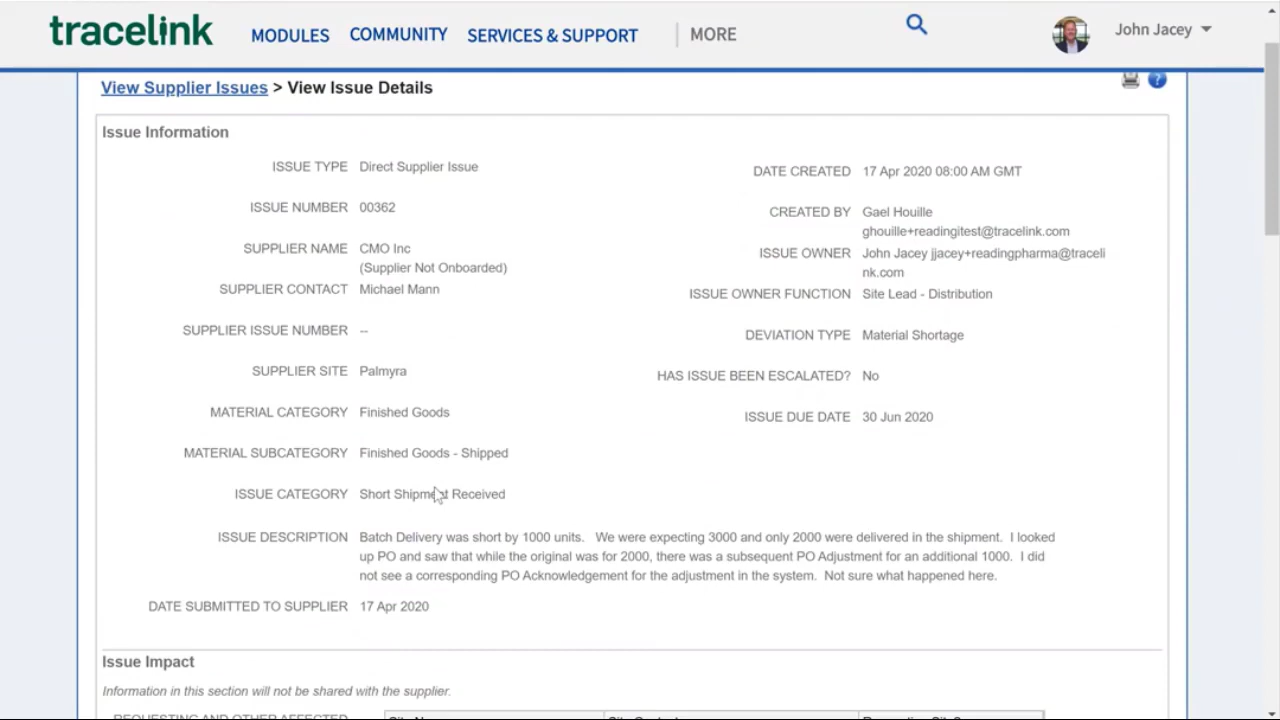 tracelink MODULES COMMUNITY SERVICES & SUPPORT MORE John Jacey
View Supplier Issues > View Issue Details
Issue Information
ISSUE TYPE Direct Supplier Issue
DATE CREATED 17 Apr 2020 08:00 AM GMT
ISSUE NUMBER 00362
CREATED BY Gael Houille
ghouille+readingitest@tracelink.com
SUPPLIER NAME CMO Inc
(Supplier Not Onboarded)
ISSUE OWNER John Jacey jjacey+readingpharma@traceli
nk.com
SUPPLIER CONTACT Michael Mann
ISSUE OWNER FUNCTION Site Lead - Distribution
SUPPLIER ISSUE NUMBER --
DEVIATION TYPE Material Shortage
SUPPLIER SITE Palmyra
HAS ISSUE BEEN ESCALATED? No
MATERIAL CATEGORY Finished Goods
ISSUE DUE DATE 30 Jun 2020
MATERIAL SUBCATEGORY Finished Goods - Shipped
ISSUE CATEGORY Short Shipment Received
ISSUE DESCRIPTION Batch Delivery was short by 1000 units. We were expecting 3000 and only 2000 were delivered in the shipment. I looked
up PO and saw that while the original was for 2000, there was a subsequent PO Adjustment for an additional 1000. I did
not see a corresponding PO Acknowledgement for the adjustment in the system. Not sure what happened here.
DATE SUBMITTED TO SUPPLIER 17 Apr 2020
Issue Impact
Information in this section will not be shared with the supplier.
REQUESTING AND OTHER AFFECTED